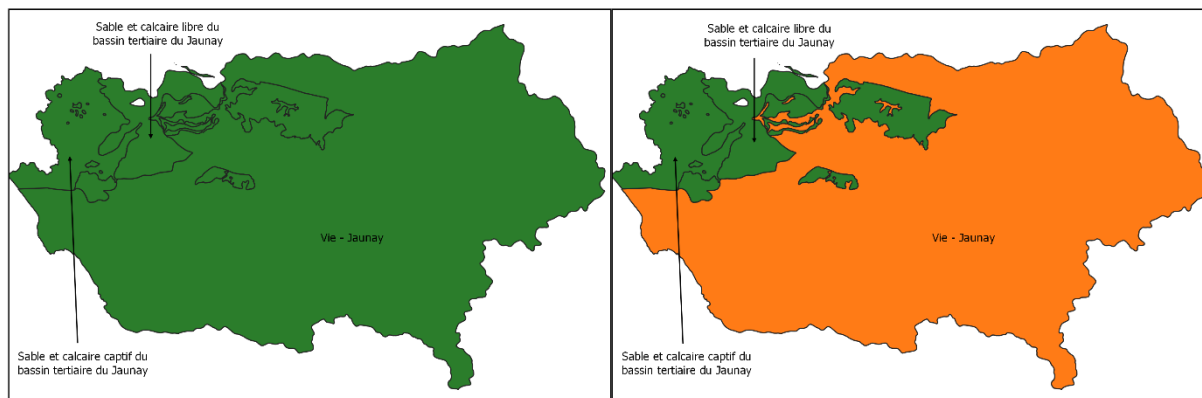 Sable et calcaire libre du
bassin tertiaire du Jaunay
Vie - Jaunay
Sable et calcaire captif du
bassin tertiaire du Jaunay
Sable et calcaire libre du
bassin tertiaire du Jaunay
Vie - Jaunay
Sable et calcaire captif du
bassin tertiaire du Jaunay